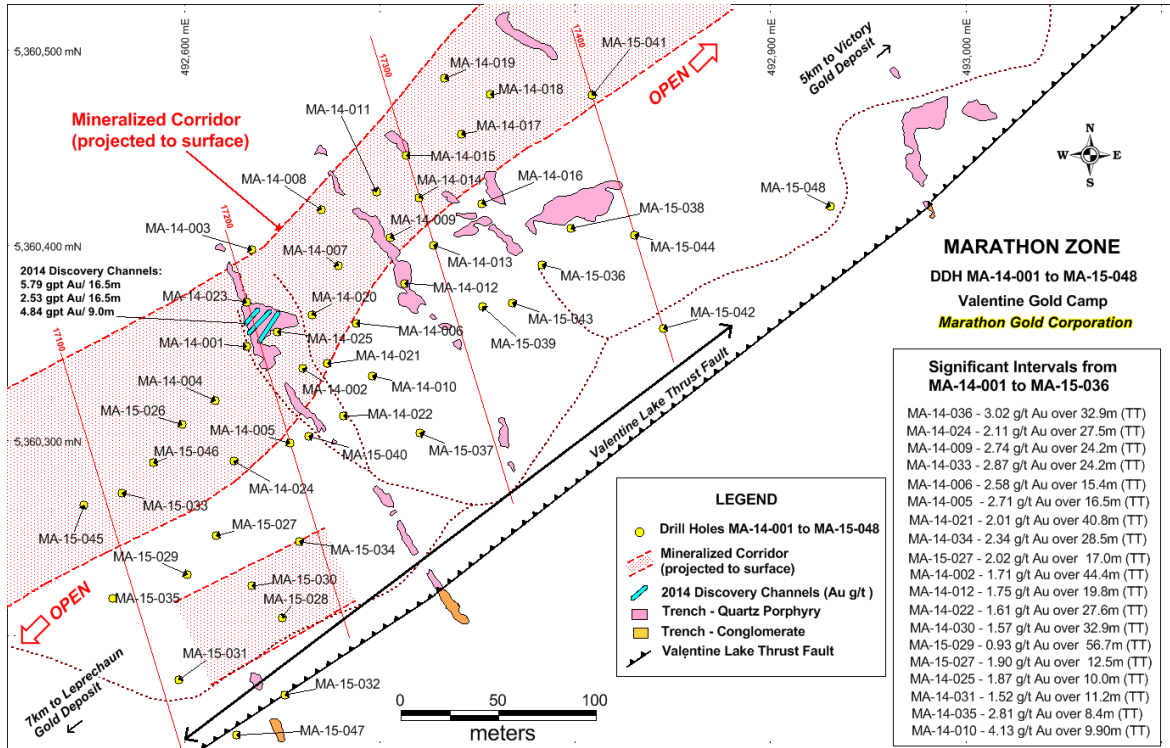 5,360,500 mN
5,360,400 mN
5,360,300 mN
492,600 mE
492,900 mE
493,000 mE
17100
17200
17300
17400
MA-15-041
MA-14-019
MA-14-018
MA-14-017
MA-14-011
MA-14-015
MA-14-014
MA-14-016
MA-14-008
MA-14-009
MA-15-038
MA-15-048
MA-14-003
MA-14-007
MA-14-013
MA-15-036
MA-15-044
MA-14-012
MA-14-023
MA-14-020
MA-14-006
MA-15-043
MA-15-039
MA-15-042
MA-14-001
MA-14-025
MA-14-021
MA-14-002
MA-14-010
MA-14-004
MA-14-022
MA-15-026
MA-14-005
MA-15-040
MA-15-037
MA-15-046
MA-14-024
MA-15-033
MA-15-045
MA-15-027
MA-15-034
MA-15-029
MA-15-030
MA-15-035
MA-15-028
MA-15-031
MA-15-032
MA-15-047
OPEN
OPEN
Mineralized Corridor
(projected to surface)
5km to Victory
Gold Deposit
7km to Leprechaun
Gold Deposit
Valentine Lake Thrust Fault
2014 Discovery Channels:
5.79 gpt Au/ 16.5m
2.53 gpt Au/ 16.5m
4.84 gpt Au/ 9.0m
N
W E
S
MARATHON ZONE
DDH MA-14-001 to MA-15-048
Valentine Gold Camp
Marathon Gold Corporation
Significant Intervals from
MA-14-001 to MA-15-036
MA-14-036 - 3.02 g/t Au over 32.9m (TT)
MA-14-024 - 2.11 g/t Au over 27.5m (TT)
MA-14-009 - 2.74 g/t Au over 24.2m (TT)
MA-14-033 - 2.87 g/t Au over 24.2m (TT)
MA-14-006 - 2.58 g/t Au over 15.4m (TT)
MA-14-005 - 2.71 g/t Au over 16.5m (TT)
MA-14-021 - 2.01 g/t Au over 40.8m (TT)
MA-14-034 - 2.34 g/t Au over 28.5m (TT)
MA-15-027 - 2.02 g/t Au over 17.0m (TT)
MA-14-002 - 1.71 g/t Au over 44.4m (TT)
MA-14-012 - 1.75 g/t Au over 19.8m (TT)
MA-14-022 - 1.61 g/t Au over 27.6m (TT)
MA-14-030 - 1.57 g/t Au over 32.9m (TT)
MA-15-029 - 0.93 g/t Au over 56.7m (TT)
MA-15-027 - 1.90 g/t Au over 12.5m (TT)
MA-14-025 - 1.87 g/t Au over 10.0m (TT)
MA-14-031 - 1.52 g/t Au over 11.2m (TT)
MA-14-035 - 2.81 g/t Au over 8.4m (TT)
MA-14-010 - 4.13 g/t Au over 9.90m (TT)
LEGEND
Drill Holes MA-14-001 to MA-15-048
Mineralized Corridor
(projected to surface)
2014 Discovery Channels (Au g/t )
Trench - Quartz Porphyry
Trench - Conglomerate
Valentine Lake Thrust Fault
0 50 100
meters